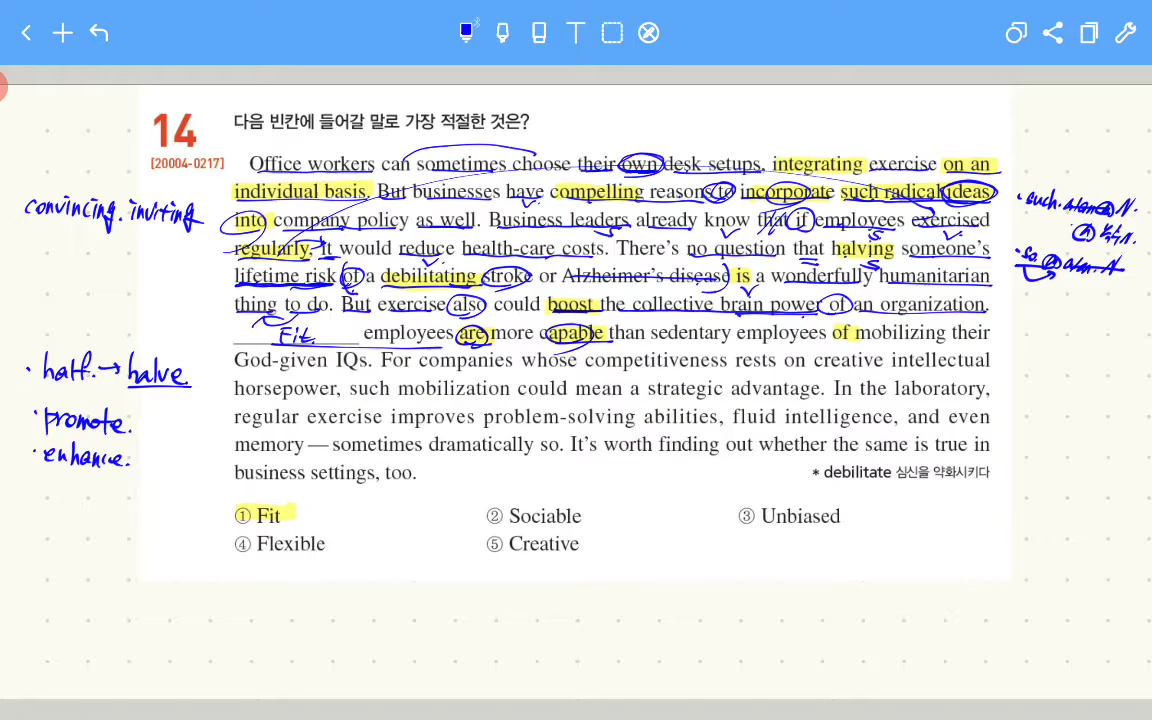 14
[20004-0217]
다음 빈칸에 들어갈 말로 가장 적절한 것은?
Office workers can sometimes choose their own desk setups, integrating exercise on an
individual basis. But businesses have compelling reasons to incorporate such radical ideas
into company policy as well. Business leaders already know that if employees exercised
regularly, it would reduce health-care costs. There's no question that halving someone's
lifetime risk of a debilitating stroke or Alzheimer's disease is a wonderfully humanitarian
thing to do. But exercise also could boost the collective brain power of an organization.
Fit employees are more capable than sedentary employees of mobilizing their
God-given IQs. For companies whose competitiveness rests on creative intellectual
horsepower, such mobilization could mean a strategic advantage. In the laboratory,
regular exercise improves problem-solving abilities, fluid intelligence, and even
memory — sometimes dramatically so. It's worth finding out whether the same is true in
business settings, too.
* debilitate 심신을 약화시키다
① Fit ② Sociable ③ Unbiased
④ Flexible ⑤ Creative
convincing. inviting
· half. → halve
· promote.
· enhance.
· such
· so